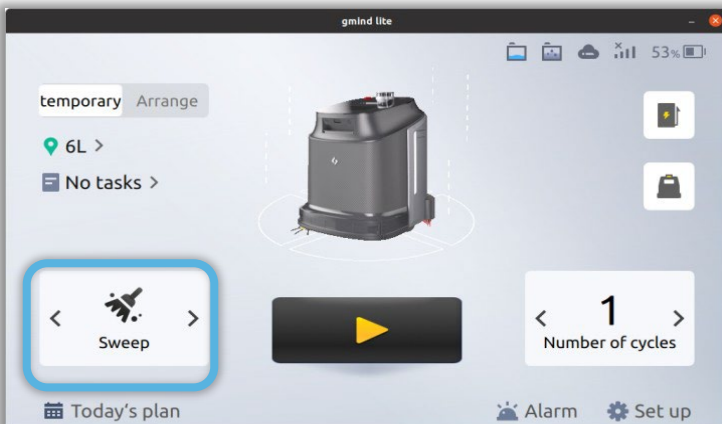 gmind lite
53%
temporary Arrange
6L >
No tasks >
< Sweep >
< 1 >
Number of cycles
Today's plan
Alarm
Set up